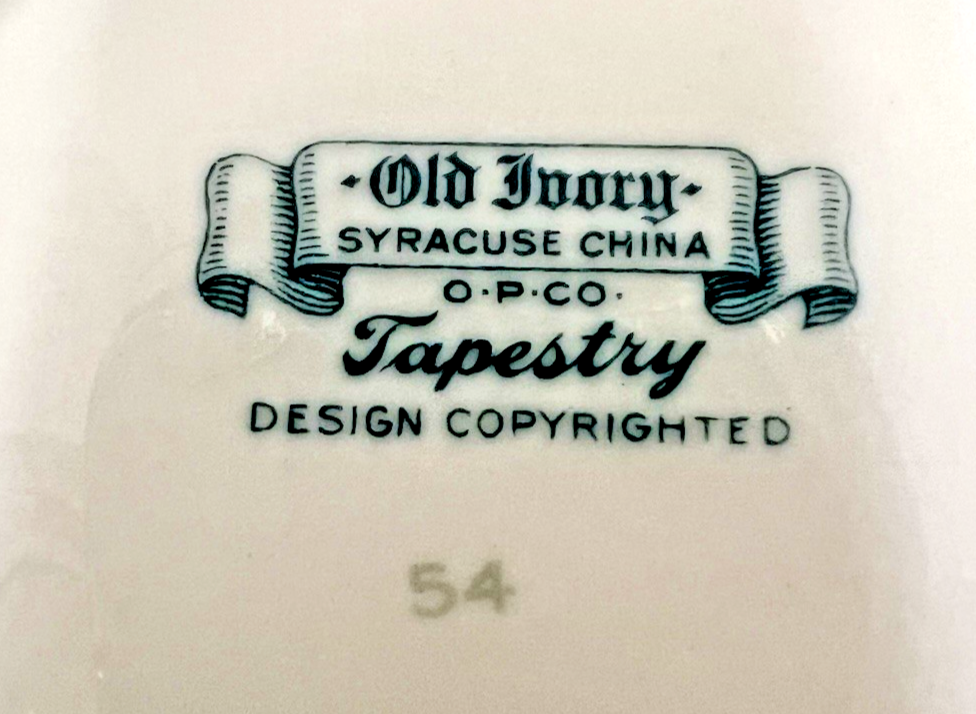 ·Old Ivory·
SYRACUSE CHINA
O·P·CO·
Tapestry
DESIGN COPYRIGHTED
54